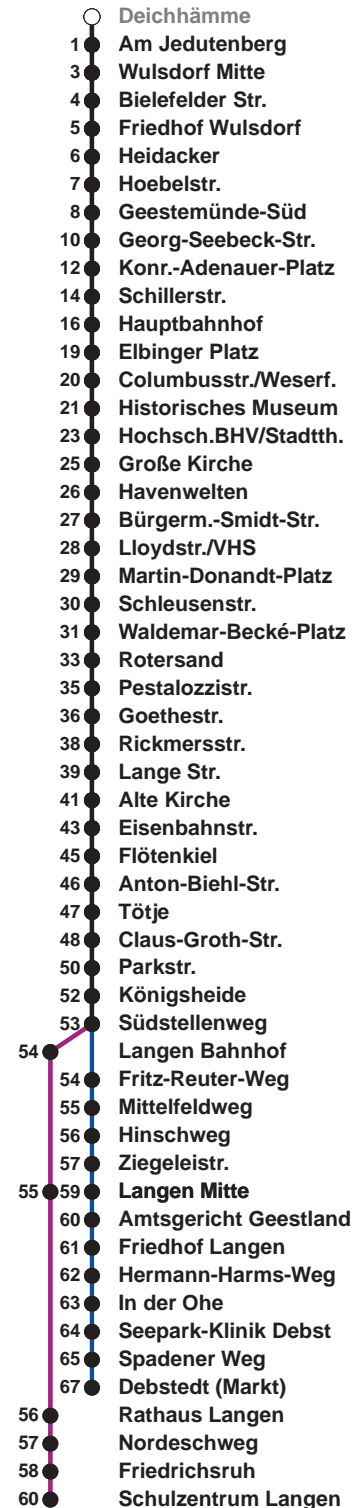 Deichhämme
1 Am Jedutenberg
3 Wulsdorf Mitte
4 Bielefelder Str.
5 Friedhof Wulsdorf
6 Heidacker
7 Hoebelstr.
8 Geestemünde-Süd
10 Georg-Seebeck-Str.
12 Konr.-Adenauer-Platz
14 Schillerstr.
16 Hauptbahnhof
19 Elbinger Platz
20 Columbusstr./Weserf.
21 Historisches Museum
23 Hochsch.BHV/Stadtth.
25 Große Kirche
26 Havenwelten
27 Bürgerm.-Smidt-Str.
28 Lloydstr./VHS
29 Martin-Donandt-Platz
30 Schleusenstr.
31 Waldemar-Becké-Platz
33 Rotersand
35 Pestalozzistr.
36 Goethestr.
38 Rickmersstr.
39 Lange Str.
41 Alte Kirche
43 Eisenbahnstr.
45 Flötenkiel
46 Anton-Biehl-Str.
47 Tötje
48 Claus-Groth-Str.
50 Parkstr.
52 Königsheide
53 Südstellenweg
54 Langen Bahnhof
54 Fritz-Reuter-Weg
55 Mittelfeldweg
56 Hinschweg
57 Ziegeleistr.
55 59 Langen Mitte
60 Amtsgericht Geestland
61 Friedhof Langen
62 Hermann-Harms-Weg
63 In der Ohe
64 Seepark-Klinik Debst
65 Spadener Weg
67 Debstedt (Markt)
56 Rathaus Langen
57 Nordeschweg
58 Friedrichsruh
60 Schulzentrum Langen